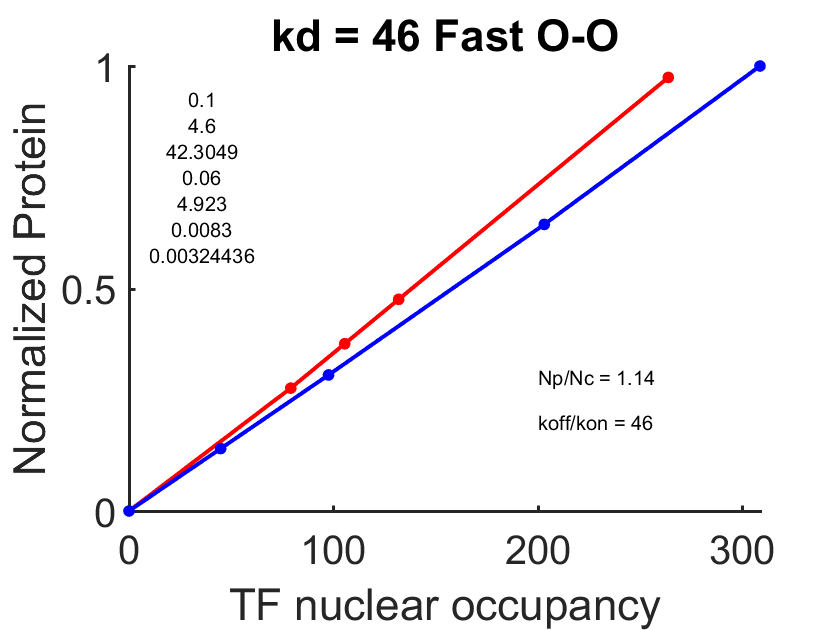 kd = 46 Fast O-O
1
0.1
4.6
42.3049
0.06
4.923
0.0083
0.00324436
0.5
Normalized Protein
Np/Nc = 1.14
koff/kon = 46
0
0 100 200 300
TF nuclear occupancy